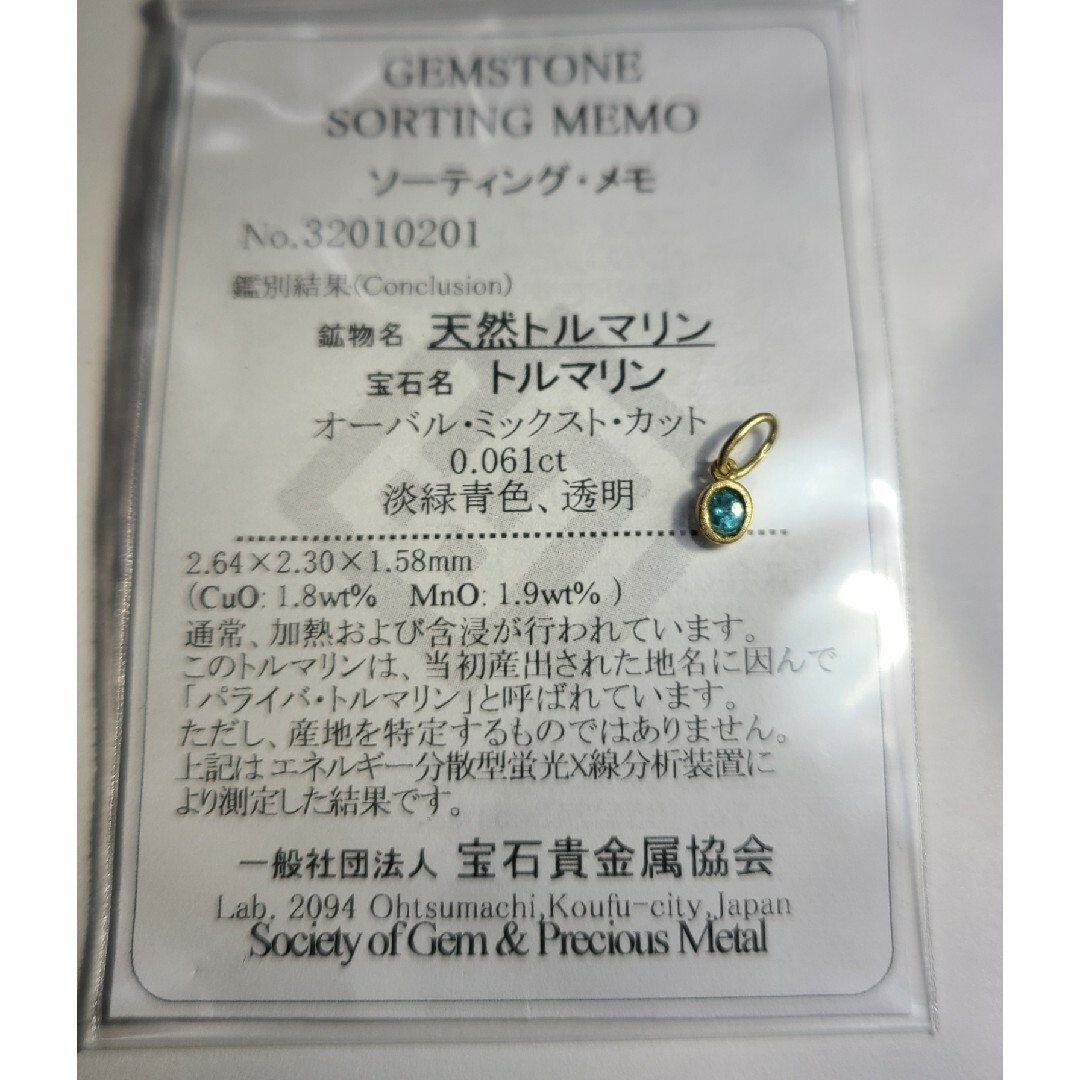 GEMSTONE
SORTING MEMO
ソーティング・メモ
No.32010201
鑑別結果(Conclusion)
鉱物名 天然トルマリン
宝石名 トルマリン
オーバル・ミックスト・カット
0.061ct
淡緑青色、透明
2.64×2.30×1.58mm
(CuO: 1.8wt% MnO: 1.9wt% )
通常、加熱および含浸が行われています。
このトルマリンは、当初産出された地名に因んで
「パライバ・トルマリン」と呼ばれています。
ただし、産地を特定するものではありません。
上記はエネルギー分散型蛍光X線分析装置に
より測定した結果です。
一般社団法人 宝石貴金属協会
Lab. 2094 Ohtsumachi,Koufu-city,Japan
Society of Gem & Precious Metal